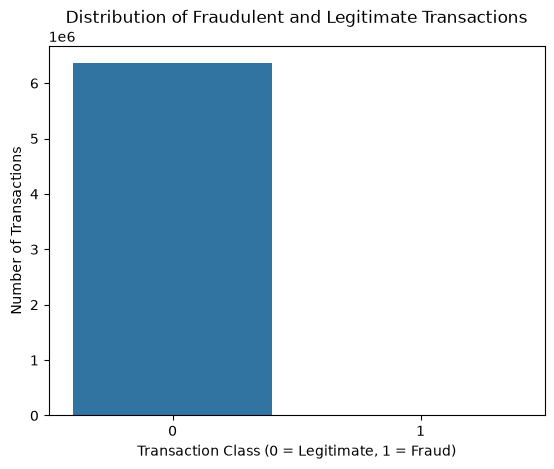 Distribution of Fraudulent and Legitimate Transactions
1e6
6
5
4
3
2
1
0
Number of Transactions
0 1
Transaction Class (0 = Legitimate, 1 = Fraud)